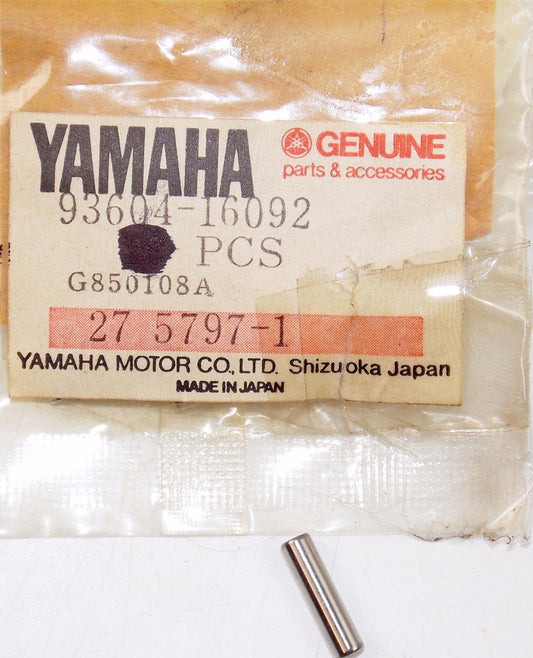 YAMAHA
GENUINE
parts & accessories
93604-16092
PCS
G850108A
27 5797-1
YAMAHA MOTOR CO., LTD. Shizuoka Japan
MADE IN JAPAN